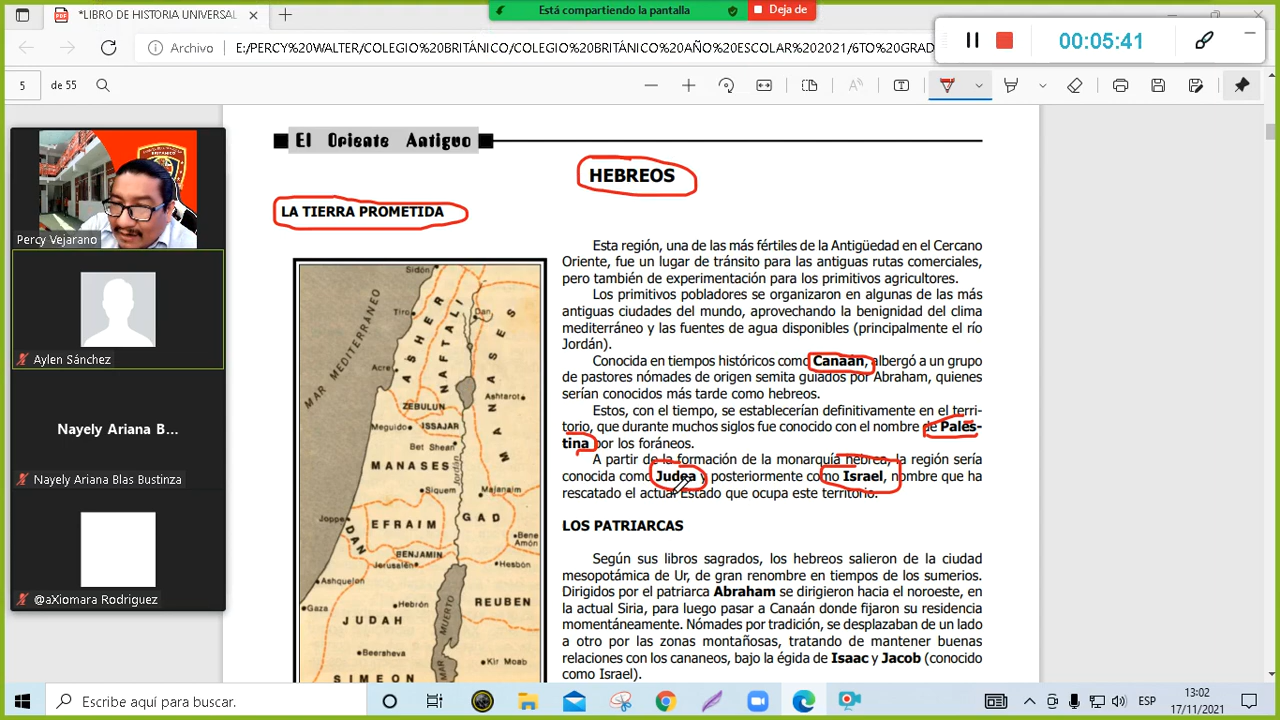 *LIBRO DE HISTORIA UNIVERSAL
Está compartiendo la pantalla
Deja de
Archivo
E:/PERCY%20WALTER/COLEGIO%20BRITÁNICO/COLEGIO%20BRITÁNICO%20AÑO%20ESCOLAR%202021/6TO%20GRAD
00:05:41
5
de 55
El Oriente Antiguo
HEBREOS
LA TIERRA PROMETIDA
Esta región, una de las más fértiles de la Antigüedad en el Cercano
Oriente, fue un lugar de tránsito para las antiguas rutas comerciales,
pero también de experimentación para los primitivos agricultores.
Los primitivos pobladores se organizaron en algunas de las más
antiguas ciudades del mundo, aprovechando la benignidad del clima
mediterráneo y las fuentes de agua disponibles (principalmente el río
Jordán).
Conocida en tiempos históricos como Canaán, albergó a un grupo
de pastores nómades de origen semita guiados por Abraham, quienes
serían conocidos más tarde como hebreos.
Estos, con el tiempo, se establecerían definitivamente en el terri-
torio, que durante muchos siglos fue conocido con el nombre de Pales-
tina por los foráneos.
A partir de la formación de la monarquía hebrea, la región sería
conocida como Judea y posteriormente como Israel, nombre que ha
rescatado el actual Estado que ocupa este territorio.
LOS PATRIARCAS
Según sus libros sagrados, los hebreos salieron de la ciudad
mesopotámica de Ur, de gran renombre en tiempos de los sumerios.
Dirigidos por el patriarca Abraham se dirigieron hacia el noroeste, en
la actual Siria, para luego pasar a Canaán donde fijaron su residencia
momentáneamente. Nómades por tradición, se desplazaban de un lado
a otro por las zonas montañosas, tratando de mantener buenas
relaciones con los cananeos, bajo la égida de Isaac y Jacob (conocido
como Israel).
Sidón
MAR MEDITERRANEO
Tiro
Dan
ASHER
NAFTALI
MANASES
Acre
Ashtarot
ZEBULUN
Meguido
ISSAJAR
Bet Shean
MANASES
Jordán
Siquem
Majanaim
Joppe
EFRAIM
GAD
DAN
BENJAMIN
Bene
Amón
Jerusalén
Hesbón
Ashquelon
Gaza
Hebrón
REUBEN
JUDAH
MAR MUERTO
Beersheva
Kir Moab
SIMEON
Percy Vejarano
Aylen Sánchez
Nayely Ariana B...
Nayely Ariana Blas Bustinza
@aXiomara Rodriguez
Escribe aquí para buscar.
ESP
13:02
17/11/2021